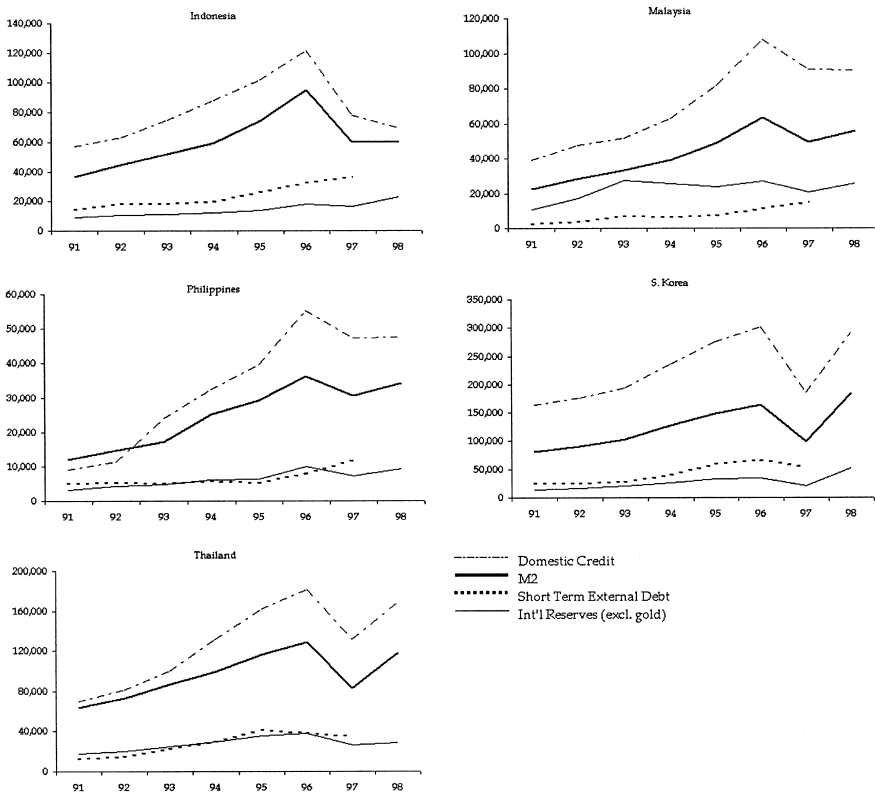 Indonesia
140,000
120,000
100,000
80,000
60,000
40,000
20,000
0
91 92 93 94 95 96 97 98
Malaysia
120,000
100,000
80,000
60,000
40,000
20,000
0
91 92 93 94 95 96 97 98
Philippines
60,000
50,000
40,000
30,000
20,000
10,000
0
91 92 93 94 95 96 97 98
S. Korea
350,000
300,000
250,000
200,000
150,000
100,000
50,000
0
91 92 93 94 95 96 97 98
Thailand
200,000
160,000
120,000
80,000
40,000
0
91 92 93 94 95 96 97 98
Domestic Credit
M2
Short Term External Debt
Int'l Reserves (excl. gold)